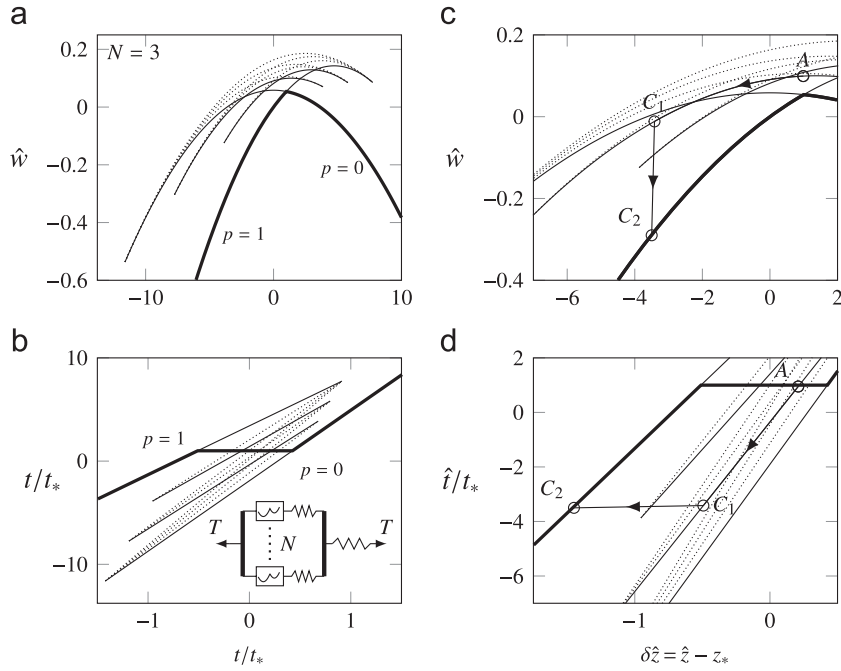 a
N = 3
0.2
0
−0.2
−0.4
−0.6
ŵ
p = 0
p = 1
−10
0
10
b
10
0
−10
t/t*
p = 1
p = 0
T
N
T
−1
0
1
t/t*
c
0.2
0
−0.2
−0.4
ŵ
A
C₁
C₂
−6
−4
−2
0
2
d
2
0
−2
−4
−6
t̂/t*
A
C₂
C₁
−1
0
δẑ = ẑ − z*